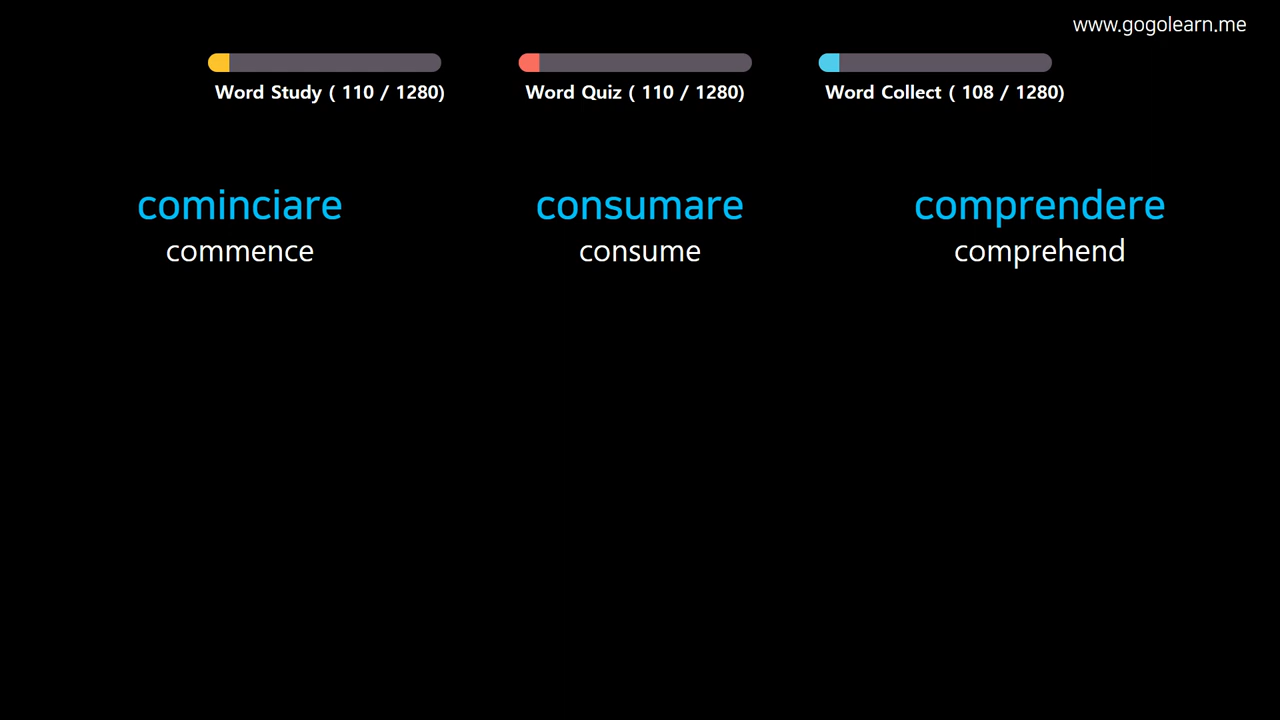 www.gogolearn.me
Word Study ( 110 / 1280)
Word Quiz ( 110 / 1280)
Word Collect ( 108 / 1280)
cominciare
commence
consumare
consume
comprendere
comprehend